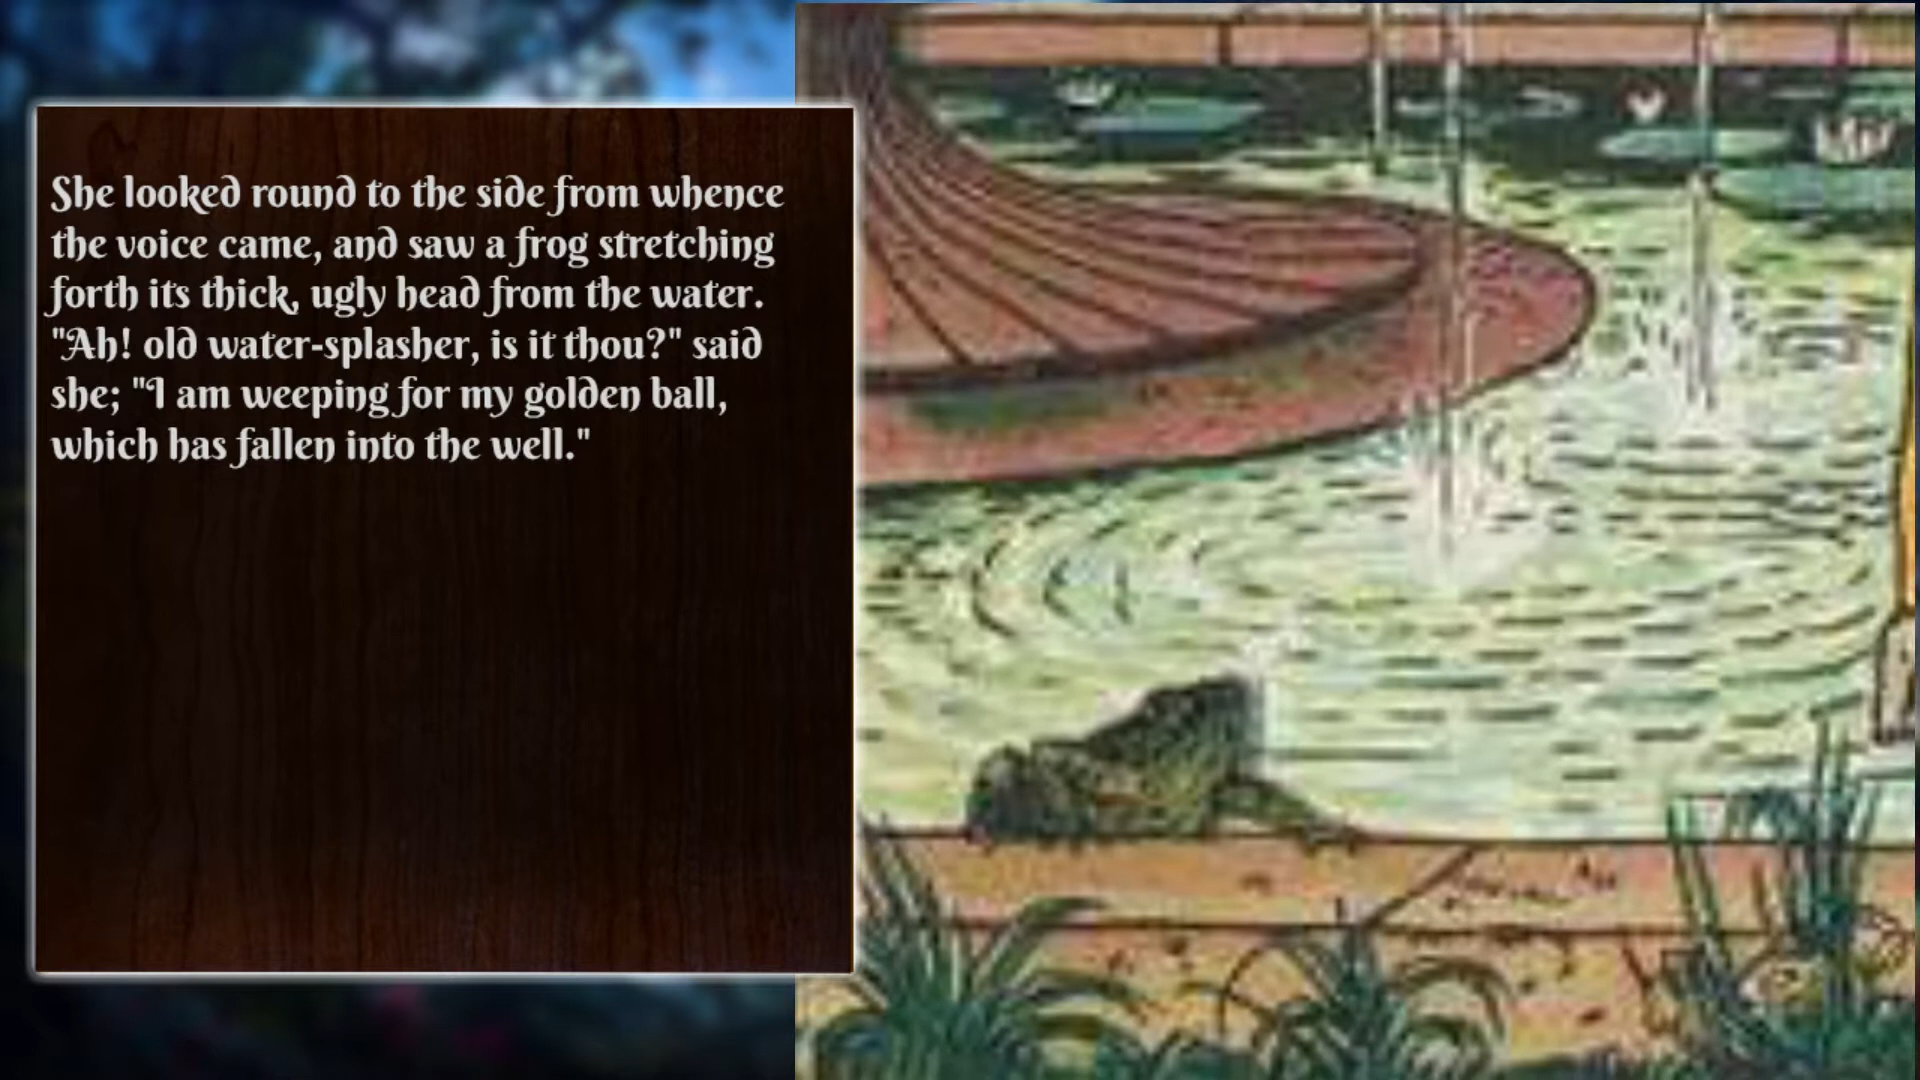 She looked round to the side from whence
the voice came, and saw a frog stretching
forth its thick, ugly head from the water.
"Ah! old water-splasher, is it thou?" said
she; "I am weeping for my golden ball,
which has fallen into the well."